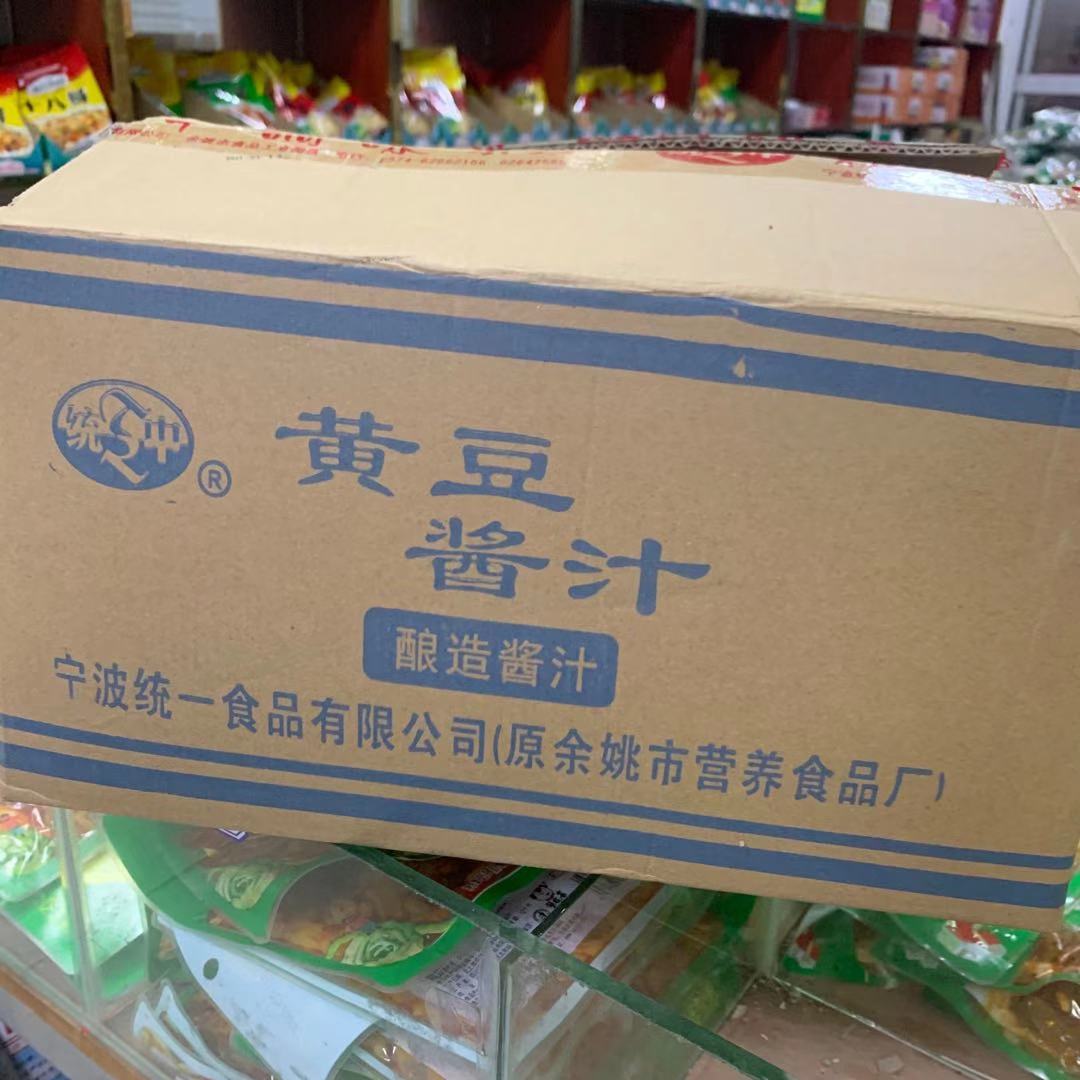 统中
®
黄豆
酱汁
酿造酱汁
宁波统一食品有限公司(原余姚市营养食品厂)